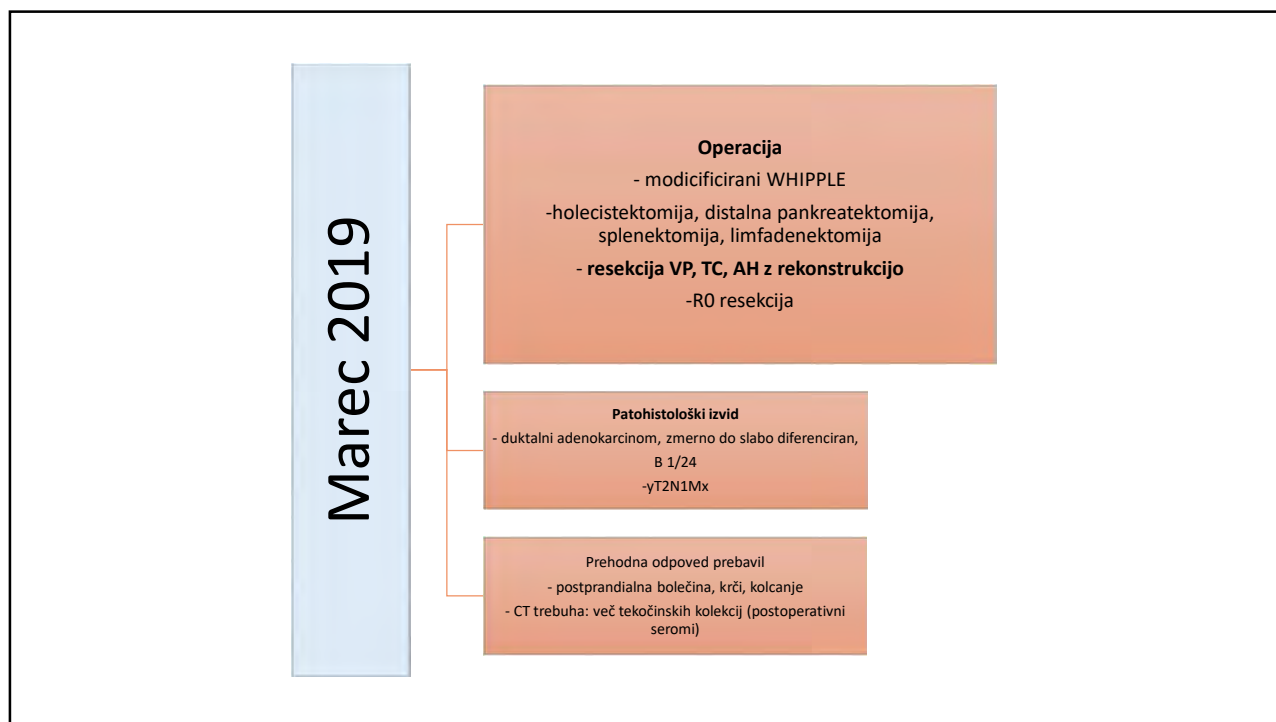 Marec 2019
Operacija
- modicificirani WHIPPLE
-holecistektomija, distalna pankreatektomija,
splenektomija, limfadenektomija
- resekcija VP, TC, AH z rekonstrukcijo
-R0 resekcija
Patohistološki izvid
- duktalni adenokarcinom, zmerno do slabo diferenciran,
B 1/24
-yT2N1Mx
Prehodna odpoved prebavil
- postprandialna bolečina, krči, kolcanje
- CT trebuha: več tekočinskih kolekcij (postoperativni
seromi)